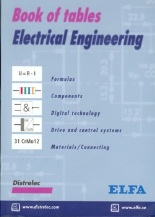 Book of tables
Electrical Engineering
U=R·I
Formulas
Components
&
Digital technology
Drive and control systems
31 CrMo12
Materials/Connecting
Distrelec
ELFA
www.distrelec.com
www.elfa.se